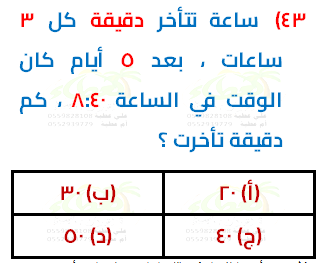 ٤٣) ساعة تتأخر دقيقة كل ٣
ساعات ، بعد ٥ أيام كان
الوقت في الساعة ٨:٤٠ ، كم
دقيقة تأخرت ؟
(أ) ٢٠ (ب) ٣٠
(ج) ٤٠ (د) ٥٠